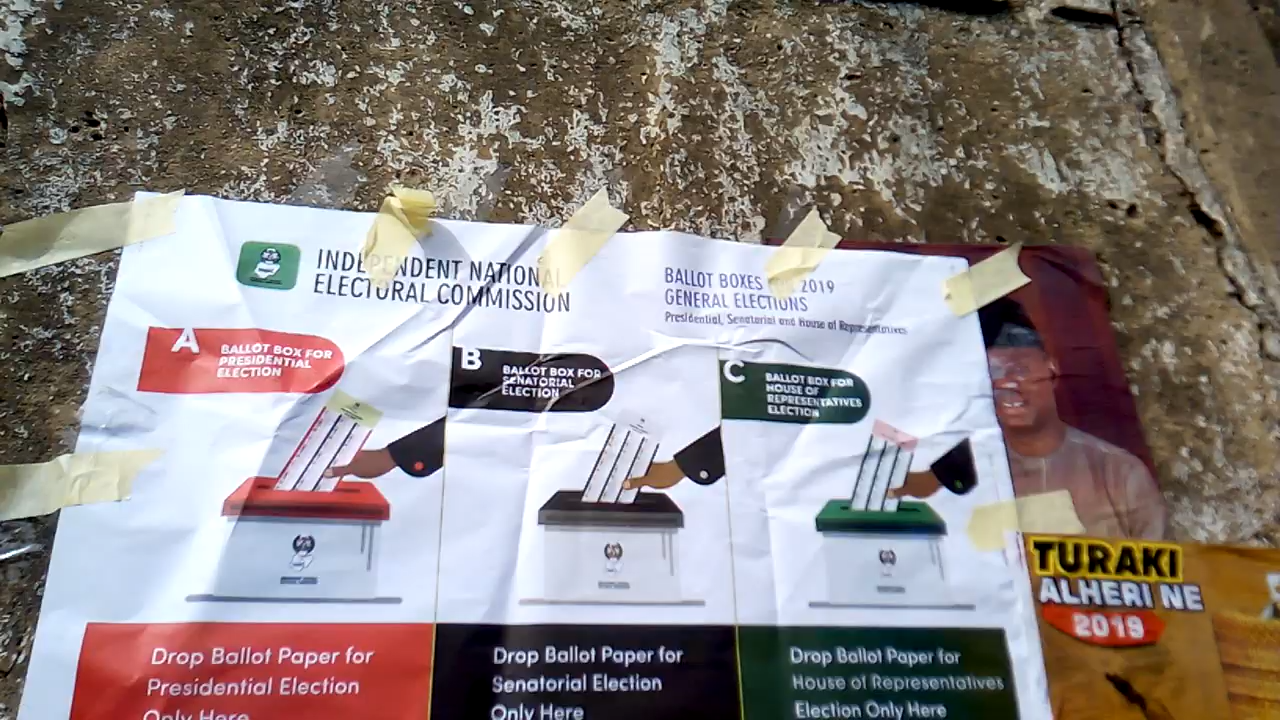 INDEPENDENT NATIONAL
ELECTORAL COMMISSION
BALLOT BOXES FOR 2019
GENERAL ELECTIONS
Presidential, Senatorial and House of Representatives
A
BALLOT BOX FOR
PRESIDENTIAL
ELECTION
B
BALLOT BOX FOR
SENATORIAL
ELECTION
C
BALLOT BOX FOR
HOUSE OF
REPRESENTATIVES
ELECTION
Drop Ballot Paper for
Presidential Election
Only Here
Drop Ballot Paper for
Senatorial Election
Only Here
Drop Ballot Paper for
House of Representatives
Election Only Here
TURAKI
ALHERI NE
2019